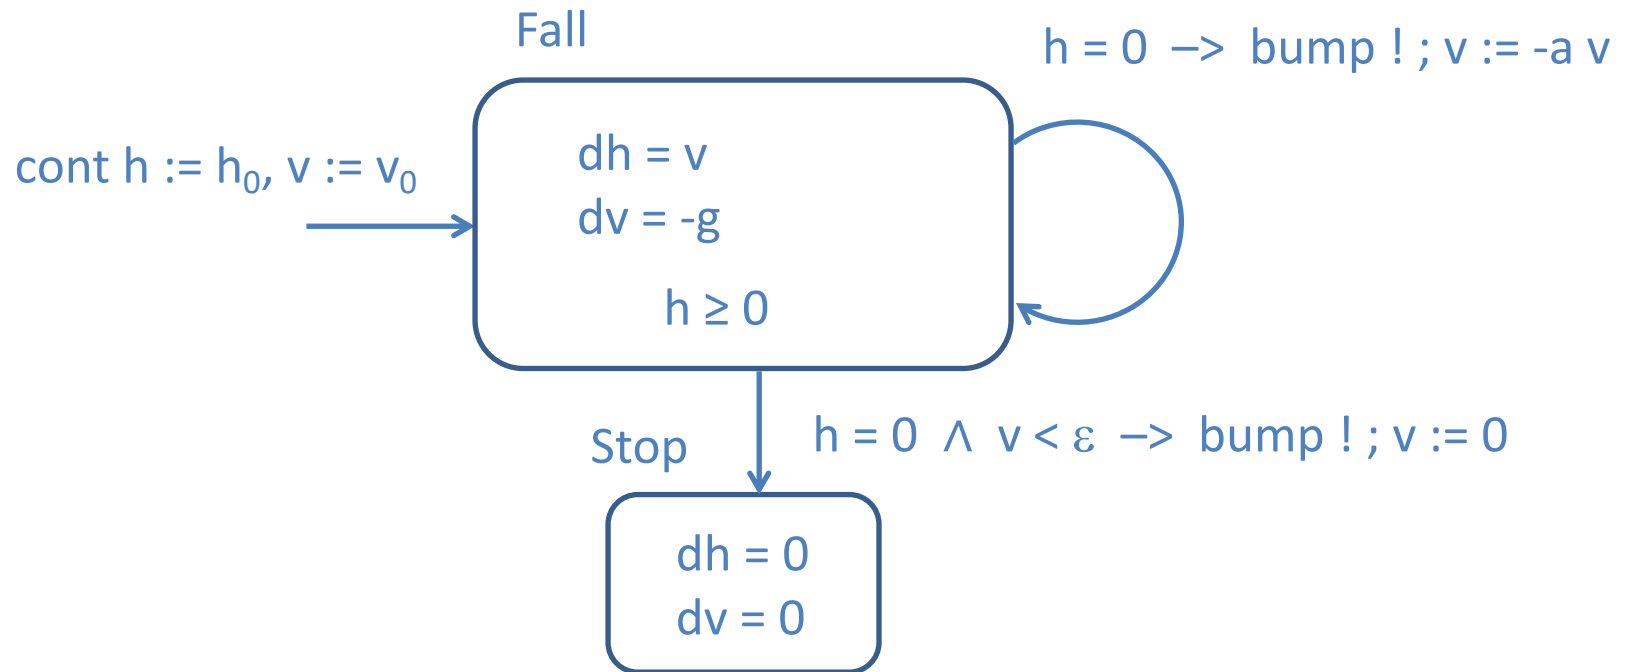 Fall
h = 0 –> bump ! ; v := -a v
cont h := h₀, v := v₀
dh = v
dv = -g
h ≥ 0
Stop
h = 0 ∧ v < ε –> bump ! ; v := 0
dh = 0
dv = 0